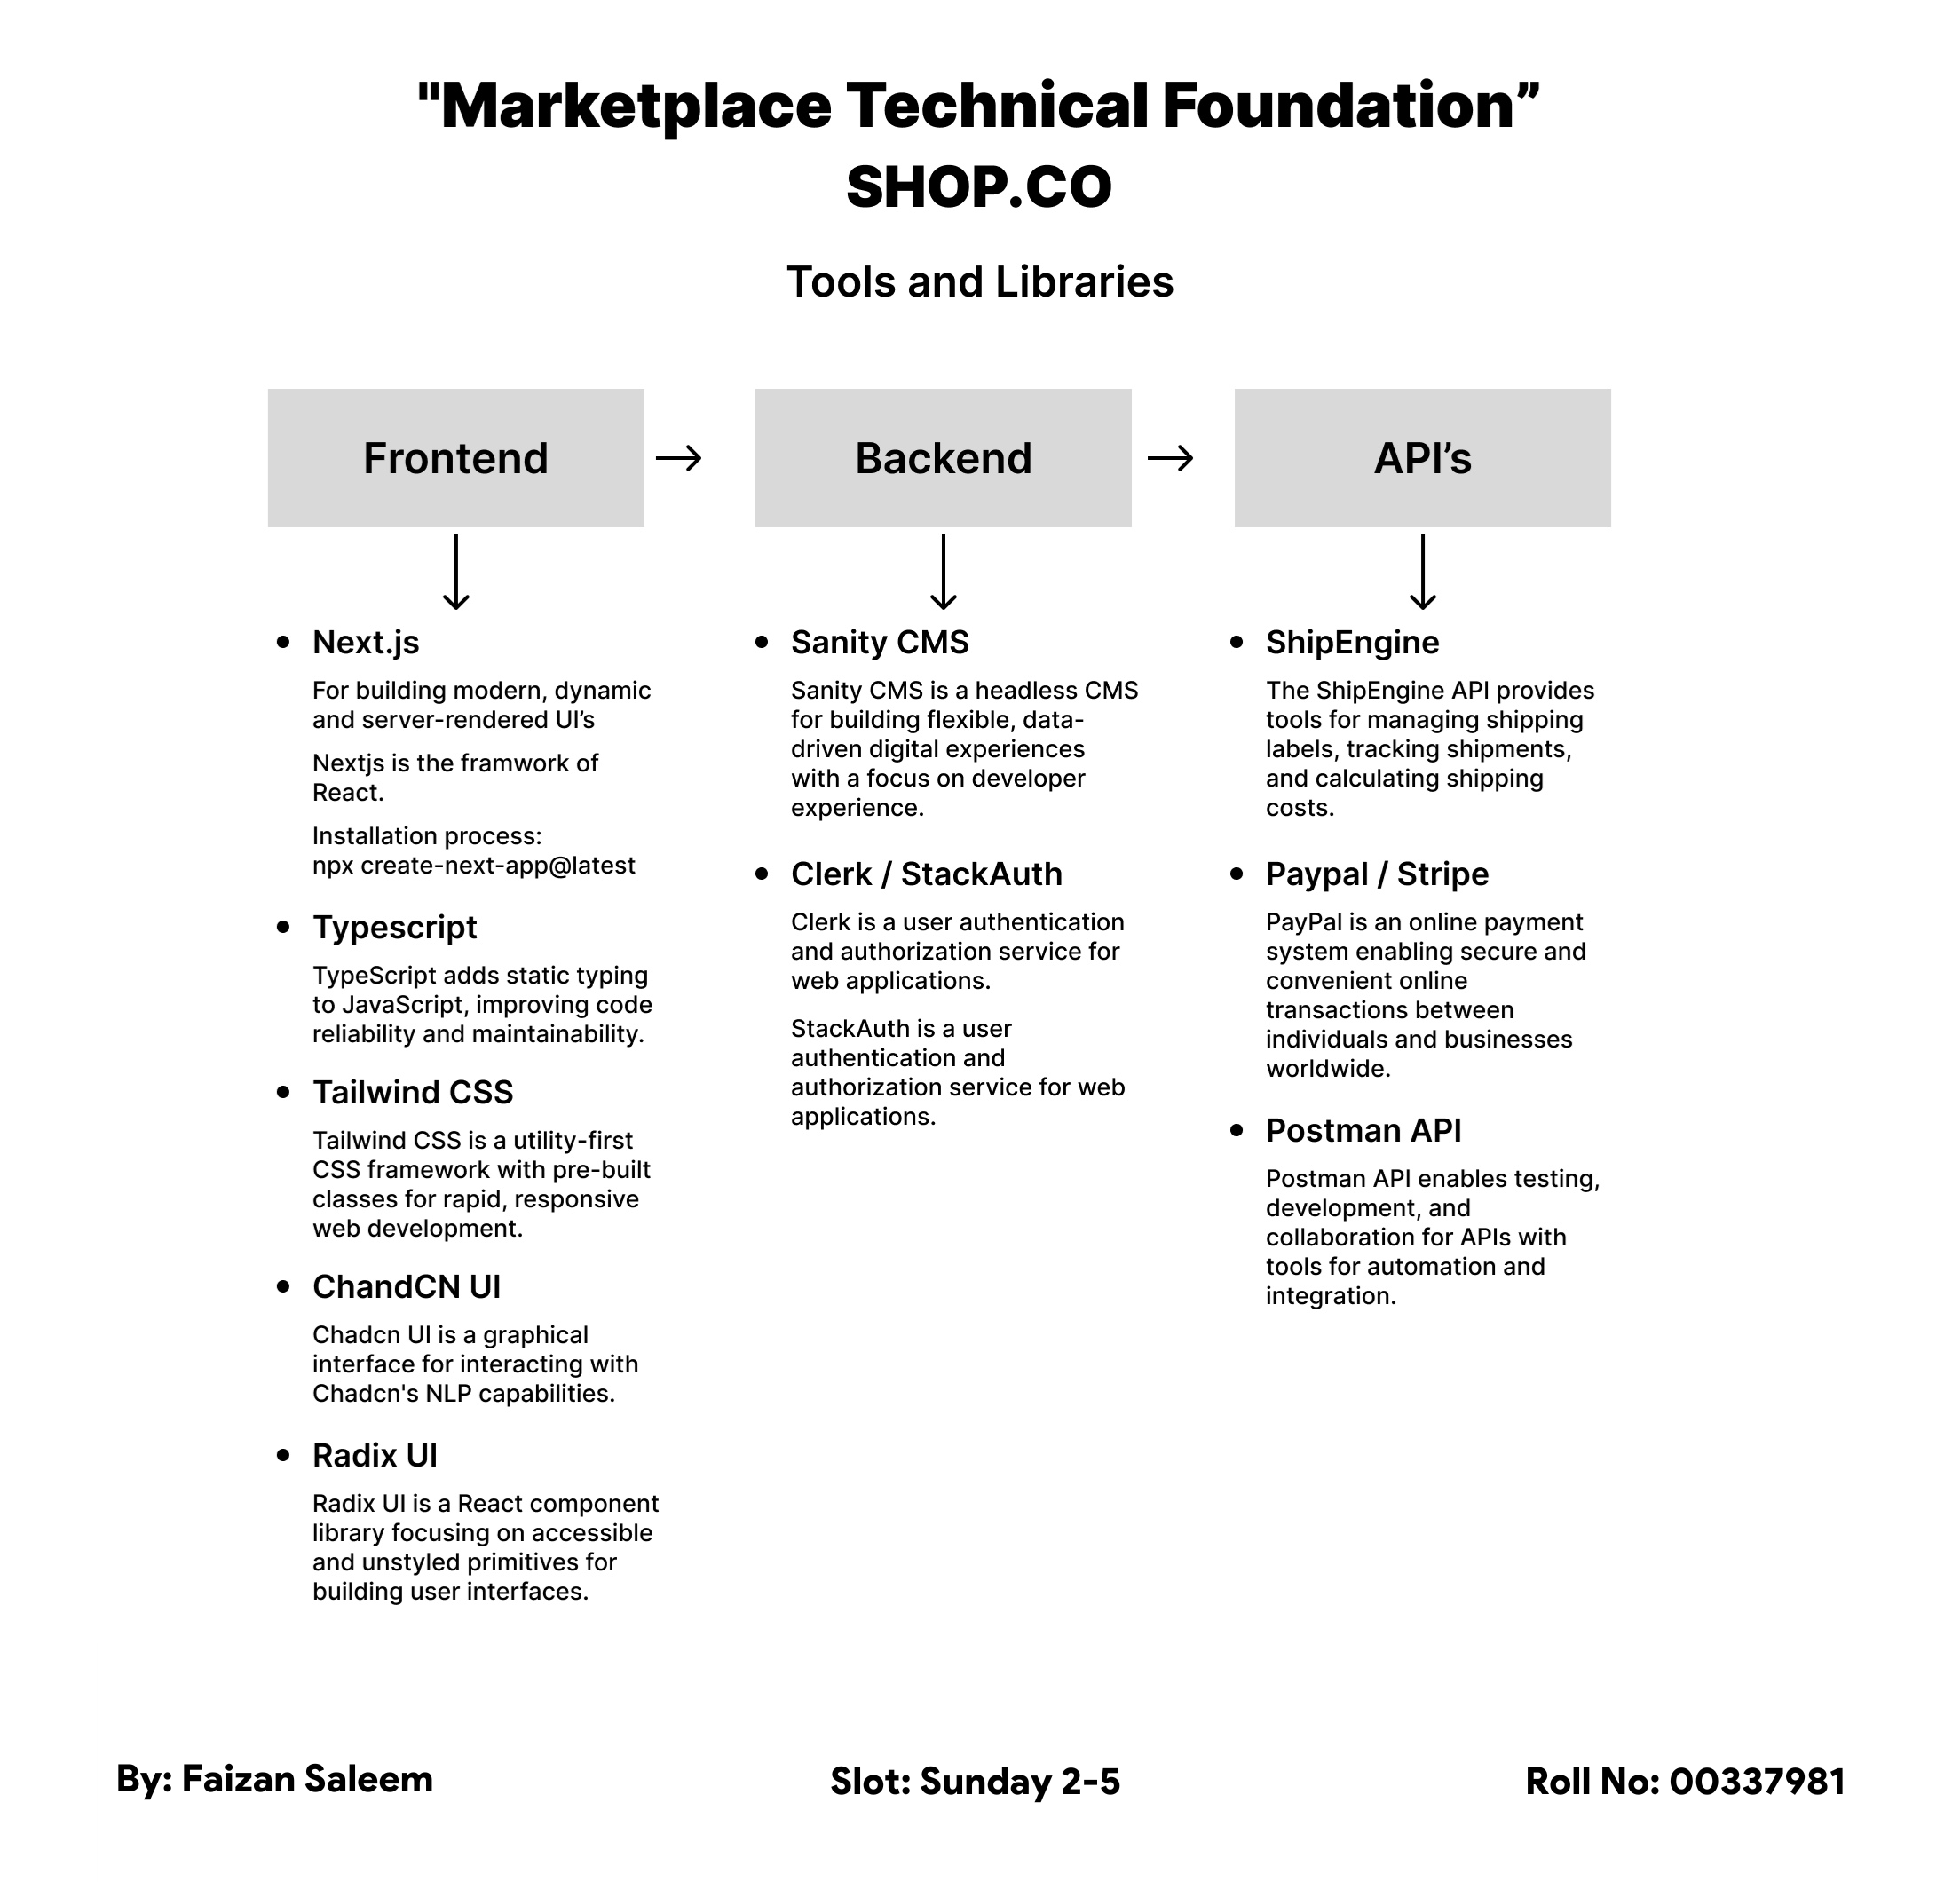 "Marketplace Technical Foundation”
SHOP.CO
Tools and Libraries
Frontend
Backend
API’s
Next.js
For building modern, dynamic
and server-rendered UI’s
Nextjs is the framwork of
React.
Installation process:
npx create-next-app@latest
Typescript
TypeScript adds static typing
to JavaScript, improving code
reliability and maintainability.
Tailwind CSS
Tailwind CSS is a utility-first
CSS framework with pre-built
classes for rapid, responsive
web development.
ChandCN UI
Chadcn UI is a graphical
interface for interacting with
Chadcn's NLP capabilities.
Radix UI
Radix UI is a React component
library focusing on accessible
and unstyled primitives for
building user interfaces.
Sanity CMS
Sanity CMS is a headless CMS
for building flexible, data-
driven digital experiences
with a focus on developer
experience.
Clerk / StackAuth
Clerk is a user authentication
and authorization service for
web applications.
StackAuth is a user
authentication and
authorization service for web
applications.
ShipEngine
The ShipEngine API provides
tools for managing shipping
labels, tracking shipments,
and calculating shipping
costs.
Paypal / Stripe
PayPal is an online payment
system enabling secure and
convenient online
transactions between
individuals and businesses
worldwide.
Postman API
Postman API enables testing,
development, and
collaboration for APIs with
tools for automation and
integration.
By: Faizan Saleem
Slot: Sunday 2-5
Roll No: 00337981